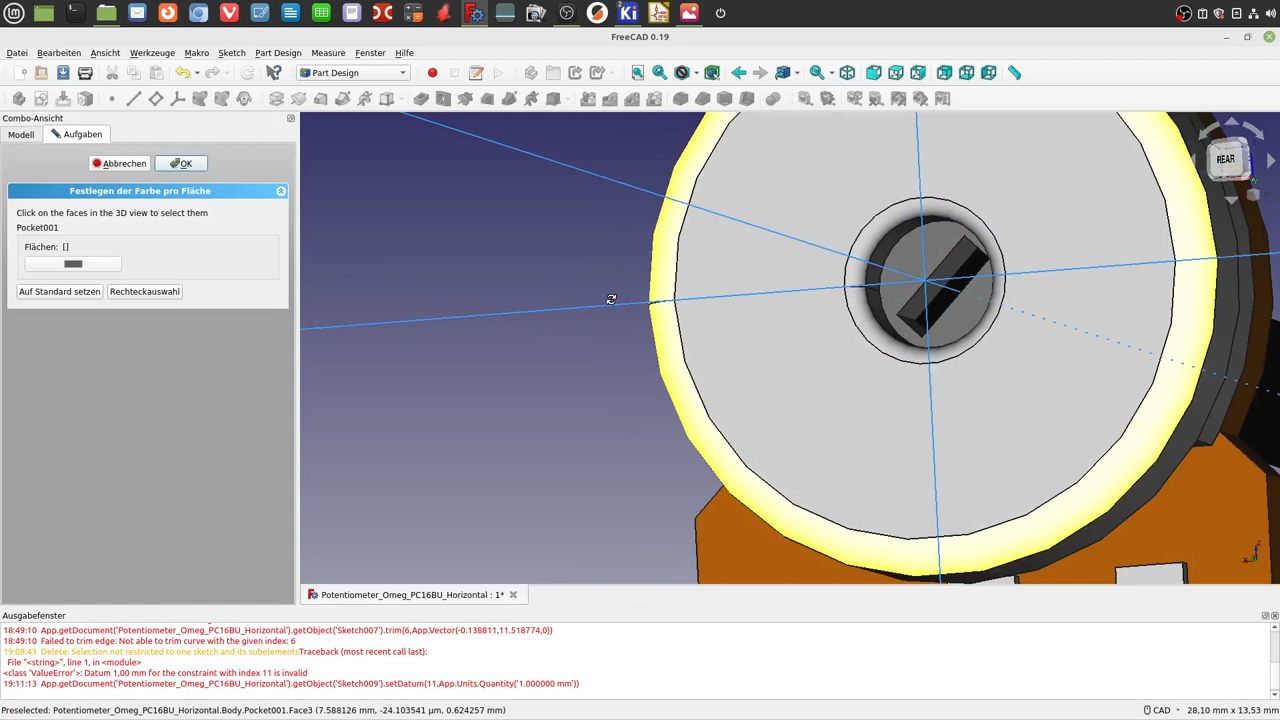 FreeCAD 0.19
Datei Bearbeiten Ansicht Werkzeuge Makro Sketch Part Design Measure Fenster Hilfe
Part Design
Combo-Ansicht
Modell Aufgaben
Abbrechen OK
Festlegen der Farbe pro Fläche
Click on the faces in the 3D view to select them
Pocket001
Flächen: []
Auf Standard setzen Rechteckauswahl
REAR
Potentiometer_Omeg_PC16BU_Horizontal : 1*
Ausgabefenster
18:49:10 App.getDocument('Potentiometer_Omeg_PC16BU_Horizontal').getObject('Sketch007').trim(6,App.Vector(-0.138811,11.518774,0))
18:49:10 Failed to trim edge: Not able to trim curve with the given index: 6
19:08:43 Delete: Selection not restricted to one sketch and its subelementsTraceback (most recent call last):
File "<string>", line 1, in <module>
<class 'ValueError'>: Datum 1,00 mm for the constraint with index 11 is invalid
19:11:13 App.getDocument('Potentiometer_Omeg_PC16BU_Horizontal').getObject('Sketch009').setDatum(11,App.Units.Quantity('1.000000 mm'))
Preselected: Potentiometer_Omeg_PC16BU_Horizontal.Body.Pocket001.Face3 (7.588126 mm, -24.103541 µm, 0.624257 mm)
CAD 28,10 mm x 13,53 mm